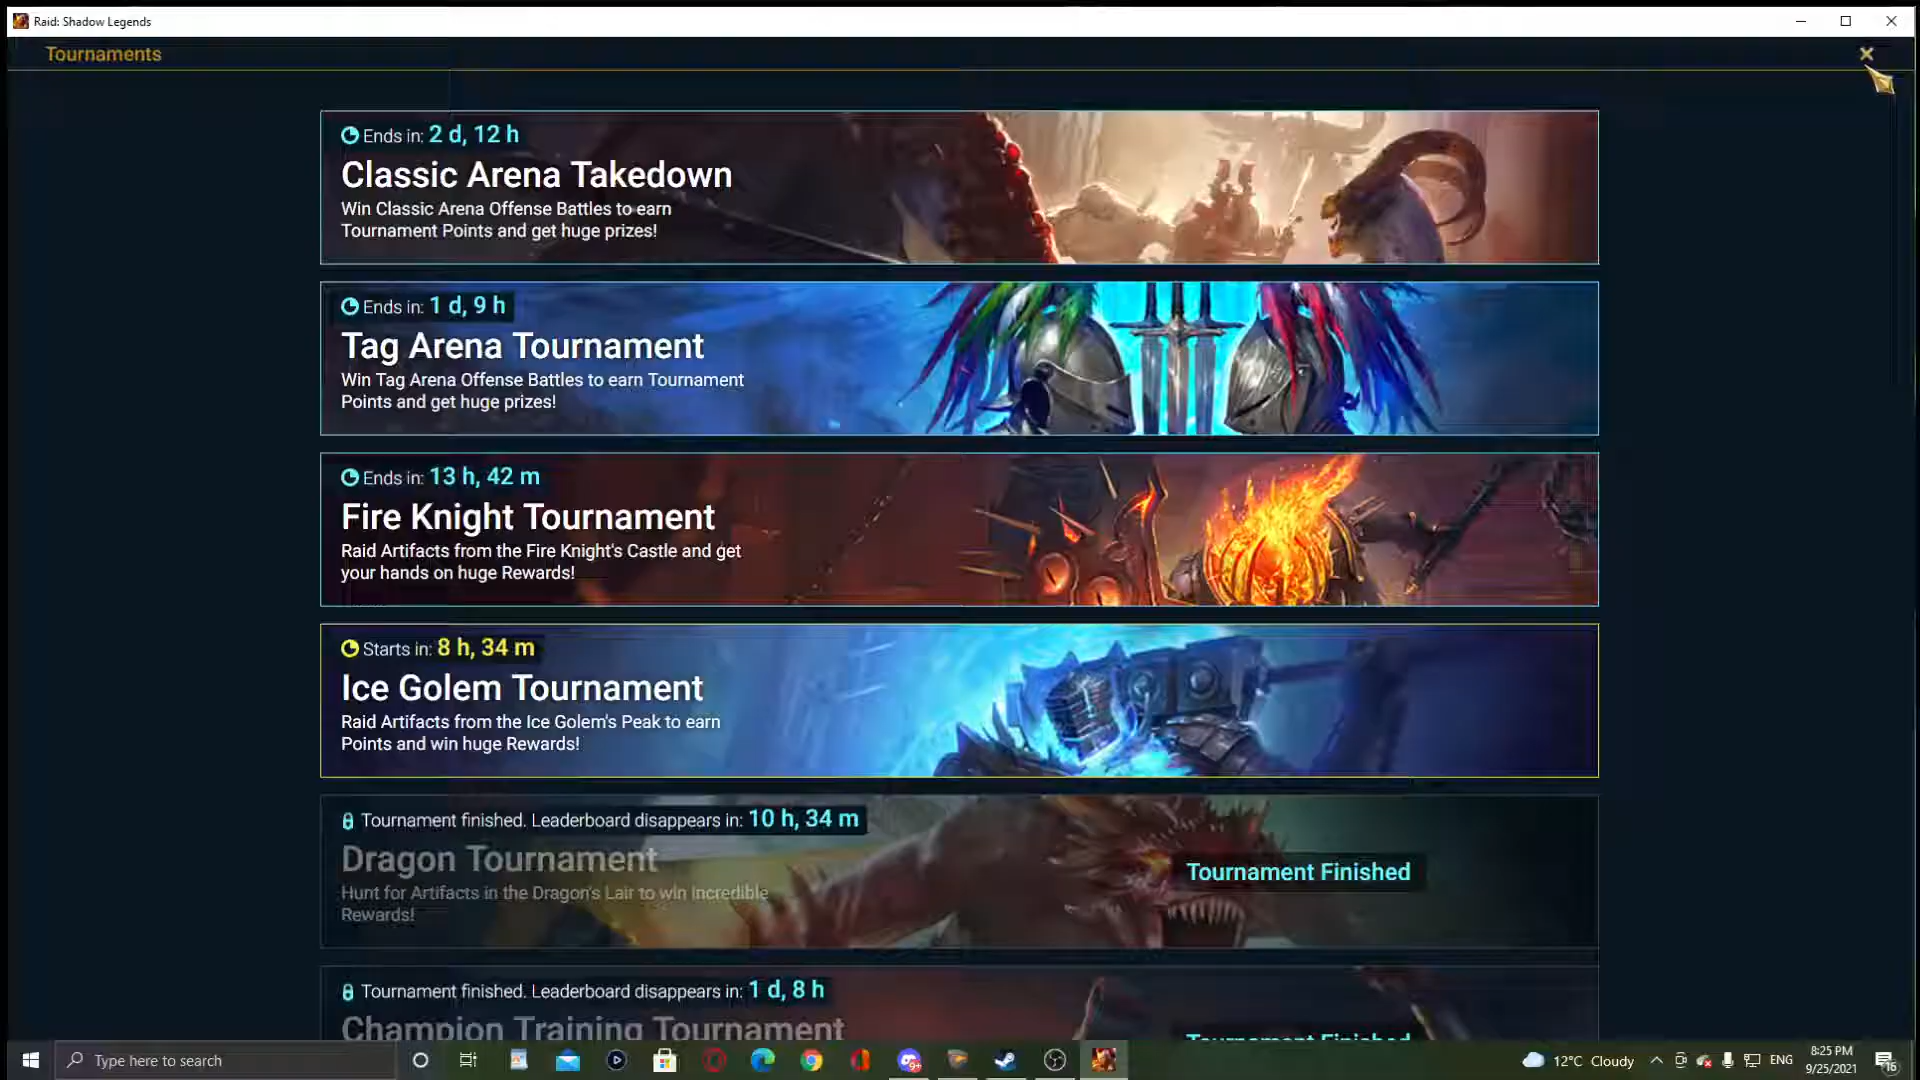 Raid: Shadow Legends
Tournaments
Ends in: 2 d, 12 h
Classic Arena Takedown
Win Classic Arena Offense Battles to earn
Tournament Points and get huge prizes!
Ends in: 1 d, 9 h
Tag Arena Tournament
Win Tag Arena Offense Battles to earn Tournament
Points and get huge prizes!
Ends in: 13 h, 42 m
Fire Knight Tournament
Raid Artifacts from the Fire Knight's Castle and get
your hands on huge Rewards!
Starts in: 8 h, 34 m
Ice Golem Tournament
Raid Artifacts from the Ice Golem's Peak to earn
Points and win huge Rewards!
Tournament finished. Leaderboard disappears in: 10 h, 34 m
Dragon Tournament
Tournament Finished
Hunt for Artifacts in the Dragon's Lair to win Incredible
Rewards!
Tournament finished. Leaderboard disappears in: 1 d, 8 h
Champion Training Tournament
Tournament Finished
Type here to search
9+
12°C Cloudy
ENG
8:25 PM
9/25/2021
16